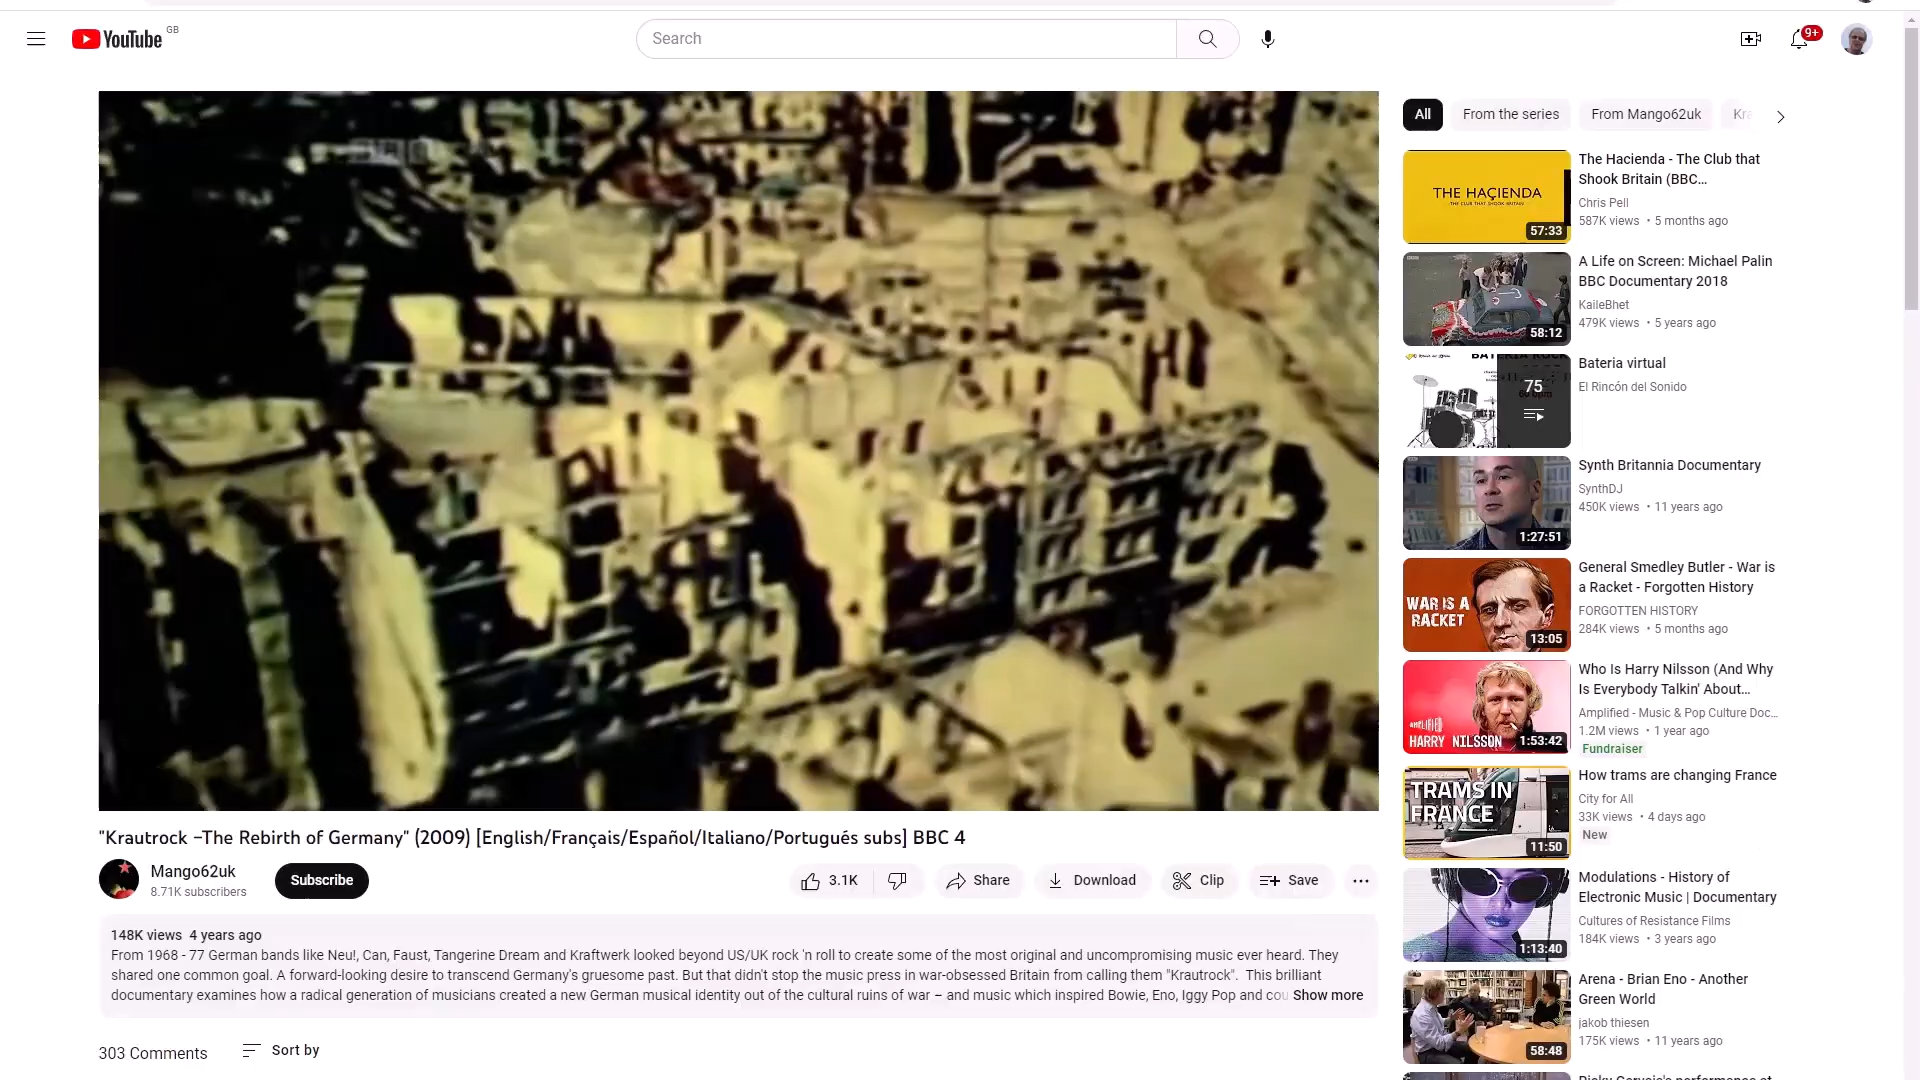 YouTube GB
Search
9+
All
From the series
From Mango62uk
THE HAÇIENDA
THE CLUB THAT SHOOK BRITAIN
57:33
The Hacienda - The Club that
Shook Britain (BBC...
Chris Pell
587K views • 5 months ago
58:12
A Life on Screen: Michael Palin
BBC Documentary 2018
KaileBhet
479K views • 5 years ago
75
Bateria virtual
El Rincón del Sonido
1:27:51
Synth Britannia Documentary
SynthDJ
450K views • 11 years ago
WAR IS A
RACKET
13:05
General Smedley Butler - War is
a Racket - Forgotten History
FORGOTTEN HISTORY
284K views • 5 months ago
AMPLIFIED
HARRY NILSSON
1:53:42
Who Is Harry Nilsson (And Why
Is Everybody Talkin' About...
Amplified - Music & Pop Culture Doc...
1.2M views • 1 year ago
Fundraiser
TRAMS IN
FRANCE
11:50
How trams are changing France
City for All
33K views • 4 days ago
New
1:13:40
Modulations - History of
Electronic Music | Documentary
Cultures of Resistance Films
184K views • 3 years ago
58:48
Arena - Brian Eno - Another
Green World
jakob thiesen
175K views • 11 years ago
"Krautrock –The Rebirth of Germany" (2009) [English/Français/Español/Italiano/Portugués subs] BBC 4
Mango62uk
8.71K subscribers
Subscribe
3.1K
Share
Download
Clip
Save
148K views 4 years ago
From 1968 - 77 German bands like Neu!, Can, Faust, Tangerine Dream and Kraftwerk looked beyond US/UK rock 'n roll to create some of the most original and uncompromising music ever heard. They
shared one common goal. A forward-looking desire to transcend Germany's gruesome past. But that didn't stop the music press in war-obsessed Britain from calling them "Krautrock". This brilliant
documentary examines how a radical generation of musicians created a new German musical identity out of the cultural ruins of war – and music which inspired Bowie, Eno, Iggy Pop and cou Show more
303 Comments
Sort by